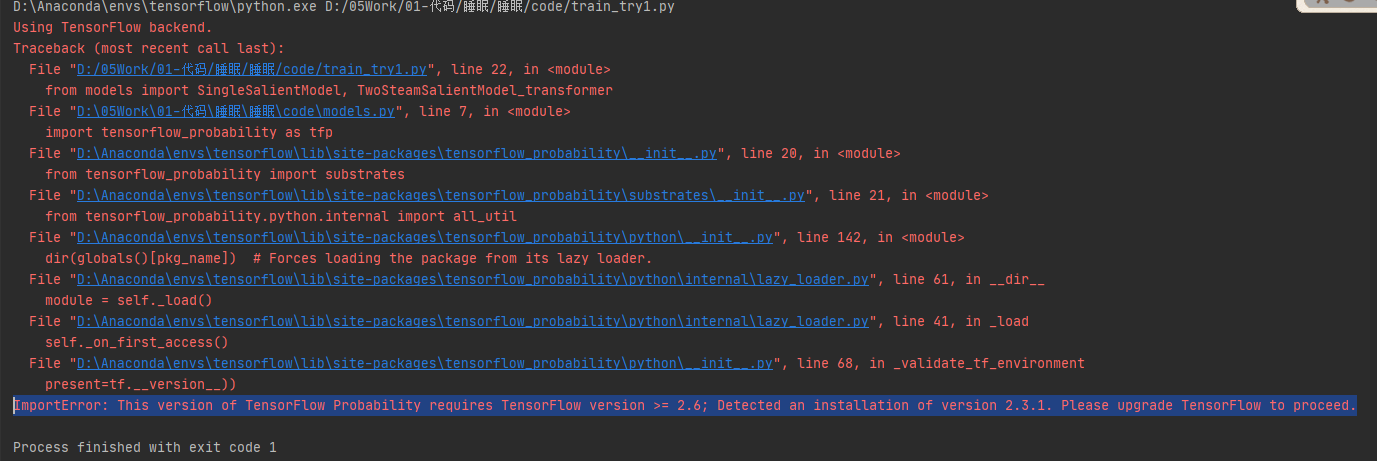 D:\Anaconda\envs\tensorflow\python.exe D:/05Work/01-代码/睡眠/睡眠/code/train_try1.py
Using TensorFlow backend.
Traceback (most recent call last):
  File "D:/05Work/01-代码/睡眠/睡眠/code/train_try1.py", line 22, in <module>
    from models import SingleSalientModel, TwoSteamSalientModel_transformer
  File "D:\05Work\01-代码\睡眠\睡眠\code\models.py", line 7, in <module>
    import tensorflow_probability as tfp
  File "D:\Anaconda\envs\tensorflow\lib\site-packages\tensorflow_probability\__init__.py", line 20, in <module>
    from tensorflow_probability import substrates
  File "D:\Anaconda\envs\tensorflow\lib\site-packages\tensorflow_probability\substrates\__init__.py", line 21, in <module>
    from tensorflow_probability.python.internal import all_util
  File "D:\Anaconda\envs\tensorflow\lib\site-packages\tensorflow_probability\python\__init__.py", line 142, in <module>
    dir(globals()[pkg_name])  # Forces loading the package from its lazy loader.
  File "D:\Anaconda\envs\tensorflow\lib\site-packages\tensorflow_probability\python\internal\lazy_loader.py", line 61, in __dir__
    module = self._load()
  File "D:\Anaconda\envs\tensorflow\lib\site-packages\tensorflow_probability\python\internal\lazy_loader.py", line 41, in _load
    self._on_first_access()
  File "D:\Anaconda\envs\tensorflow\lib\site-packages\tensorflow_probability\python\__init__.py", line 68, in _validate_tf_environment
    present=tf.__version__))
ImportError: This version of TensorFlow Probability requires TensorFlow version >= 2.6; Detected an installation of version 2.3.1. Please upgrade TensorFlow to proceed.
Process finished with exit code 1